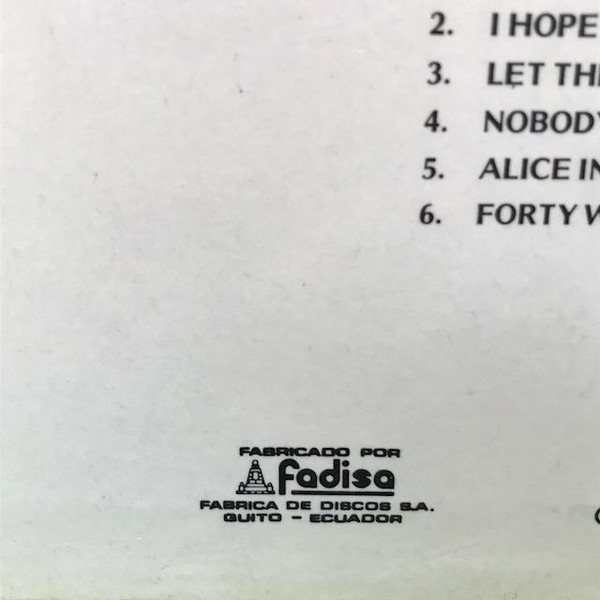 2. I HOPE
3. LET
4. NOBODY
5. ALICE IN
6. FORTY
FABRICADO POR
fadisa
FABRICA DE DISCOS S.A.
QUITO - ECUADOR